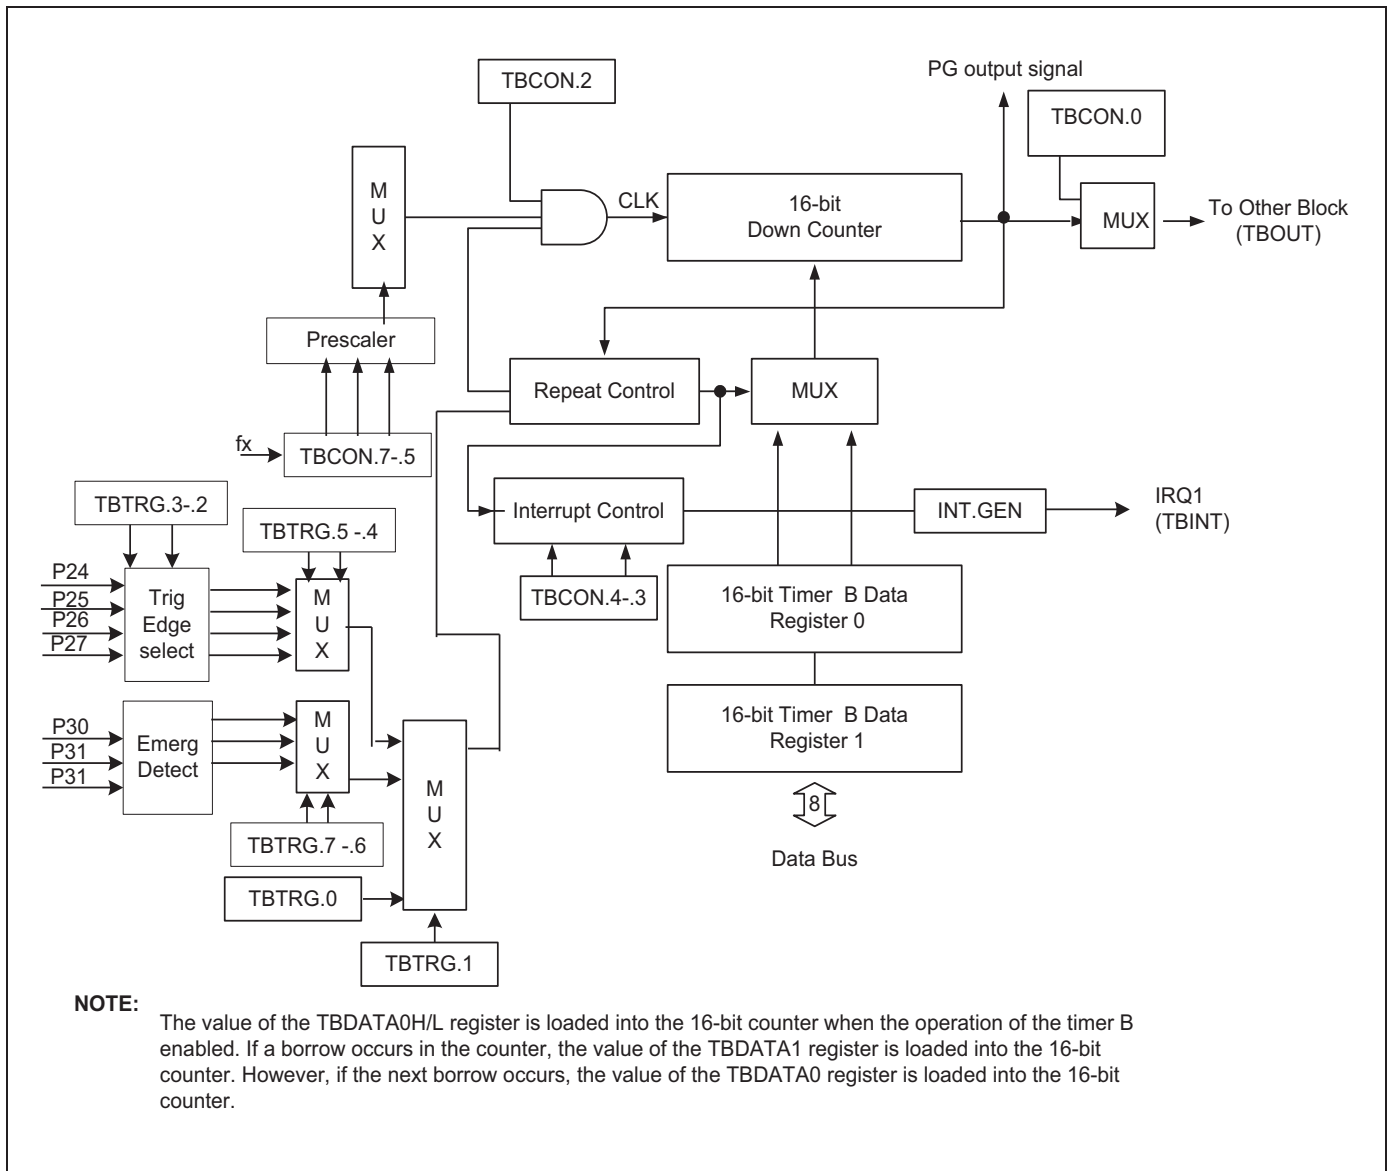 PG output signal
TBCON.2
TBCON.0
M
U
X
CLK
16-bit
Down Counter
MUX
To Other Block
(TBOUT)
Prescaler
Repeat Control
MUX
fx
TBCON.7-.5
TBTRG.3-.2
TBTRG.5 -.4
Interrupt Control
INT.GEN
IRQ1
(TBINT)
P24
P25
P26
P27
Trig
Edge
select
M
U
X
TBCON.4-.3
16-bit Timer B Data
Register 0
16-bit Timer B Data
Register 1
P30
P31
P31
Emerg
Detect
M
U
X
M
U
X
8
Data Bus
TBTRG.7 -.6
TBTRG.0
TBTRG.1
NOTE:
The value of the TBDATA0H/L register is loaded into the 16-bit counter when the operation of the timer B
enabled. If a borrow occurs in the counter, the value of the TBDATA1 register is loaded into the 16-bit
counter. However, if the next borrow occurs, the value of the TBDATA0 register is loaded into the 16-bit
counter.